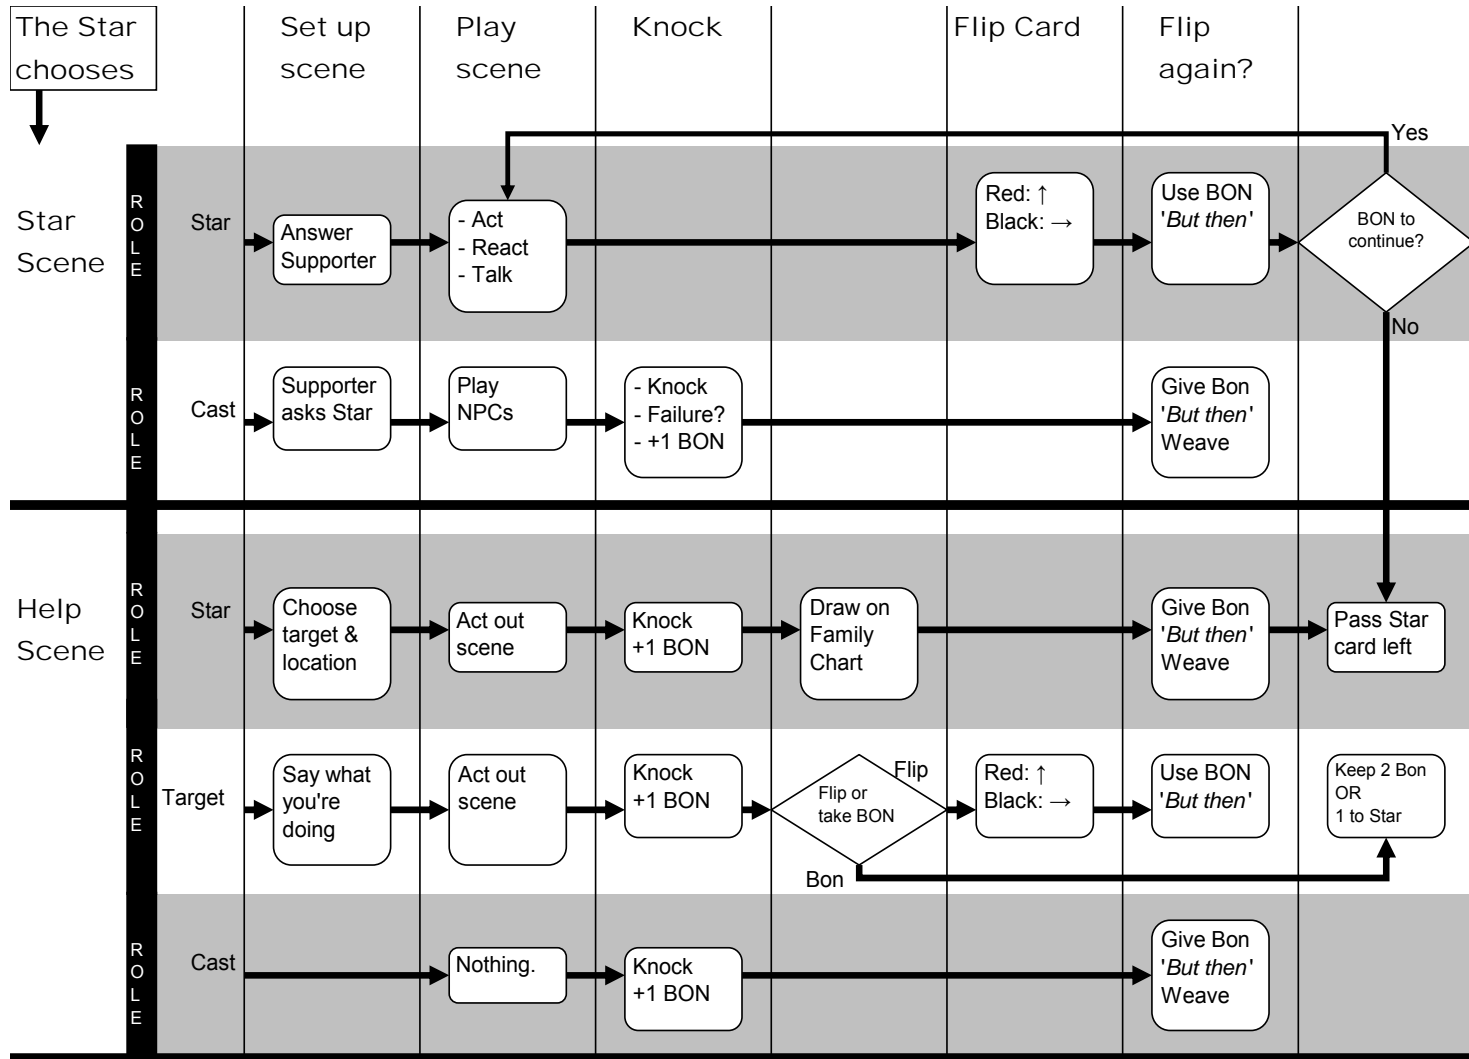 The Star
chooses
Set up
scene
Play
scene
Knock
Flip Card
Flip
again?
Yes
Star
Scene
ROLE
Star
Answer
Supporter
- Act
- React
- Talk
Red: ↑
Black: →
Use BON
'But then'
BON to
continue?
No
ROLE
Cast
Supporter
asks Star
Play
NPCs
- Knock
- Failure?
- +1 BON
Give Bon
'But then'
Weave
Help
Scene
ROLE
Star
Choose
target &
location
Act out
scene
Knock
+1 BON
Draw on
Family
Chart
Give Bon
'But then'
Weave
Pass Star
card left
ROLE
Target
Say what
you're
doing
Act out
scene
Knock
+1 BON
Flip or
take BON
Flip
Bon
Red: ↑
Black: →
Use BON
'But then'
Keep 2 Bon
OR
1 to Star
ROLE
Cast
Nothing.
Knock
+1 BON
Give Bon
'But then'
Weave